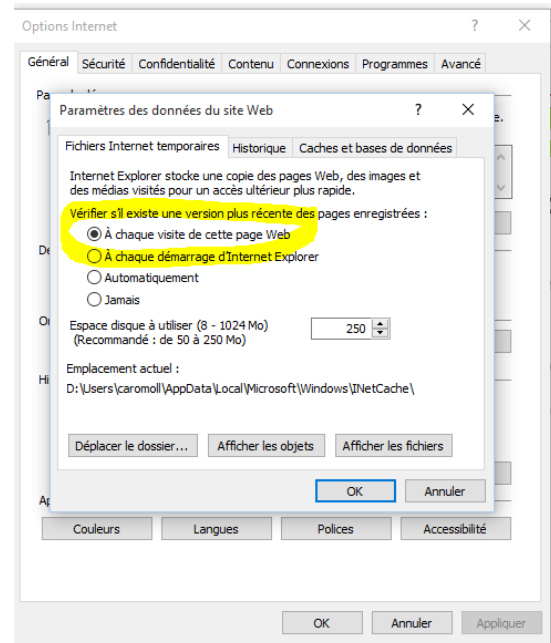 Options Internet ?
Général Sécurité Confidentialité Contenu Connexions Programmes Avancé
Pa
Paramètres des données du site Web ?
e.
Fichiers Internet temporaires Historique Caches et bases de données
Internet Explorer stocke une copie des pages Web, des images et
des médias visités pour un accès ultérieur plus rapide.
Vérifier s'il existe une version plus récente des pages enregistrées :
À chaque visite de cette page Web
De
À chaque démarrage d'Internet Explorer
Automatiquement
Jamais
Espace disque à utiliser (8 - 1024 Mo) 250
(Recommandé : de 50 à 250 Mo)
Emplacement actuel :
Hi
D:\Users\caromoll\AppData\Local\Microsoft\Windows\INetCache\
Déplacer le dossier... Afficher les objets Afficher les fichiers
OK Annuler
Ap
Couleurs Langues Polices Accessibilité
OK Annuler Appliquer